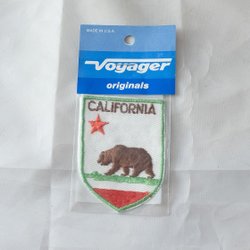 MADE IN U.S.A.
Voyager
originals
CALIFORNIA